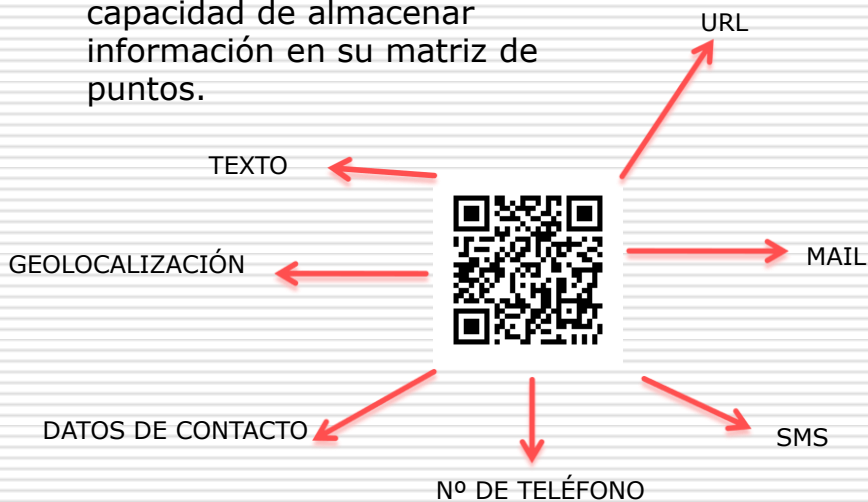 capacidad de almacenar
información en su matriz de
puntos.
URL
TEXTO
GEOLOCALIZACIÓN
MAIL
DATOS DE CONTACTO
SMS
Nº DE TELÉFONO